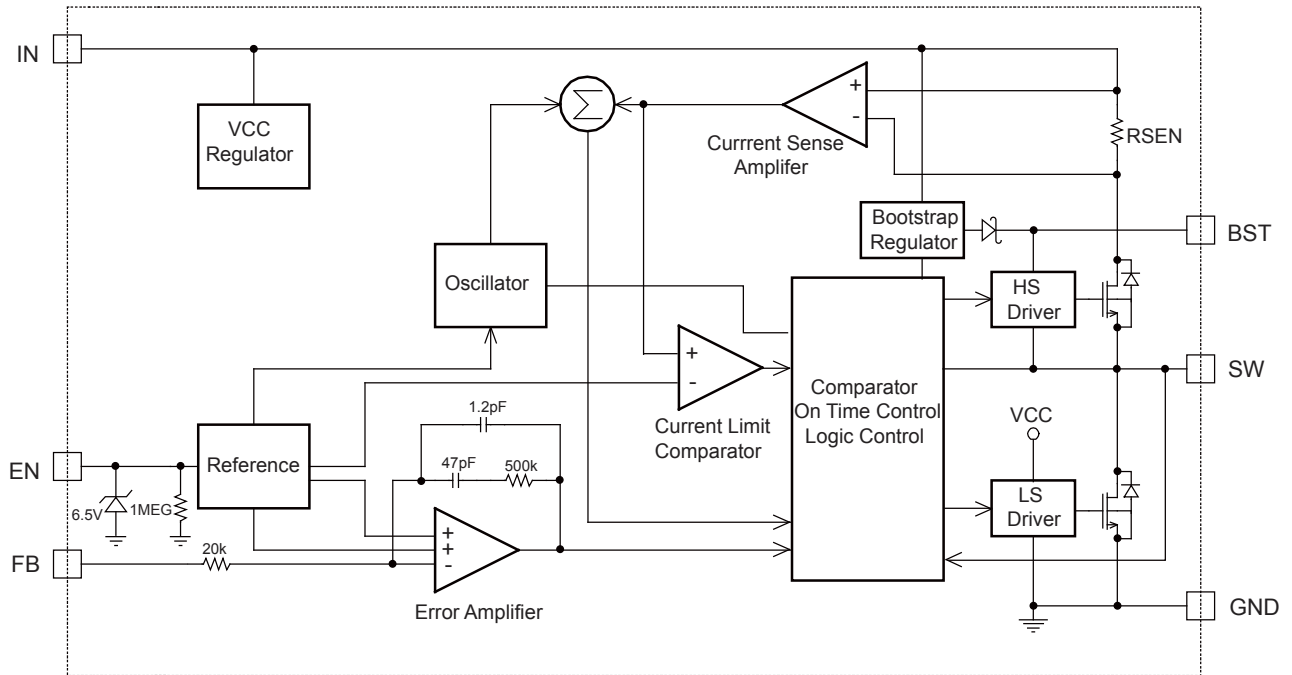 IN
VCC
Regulator
Σ
+
-
Currrent Sense
Amplifer
RSEN
Bootstrap
Regulator
BST
Oscillator
HS
Driver
+
-
Current Limit
Comparator
Comparator
On Time Control
Logic Control
SW
VCC
1.2pF
47pF
500k
EN
Reference
6.5V
1MEG
LS
Driver
FB
20k
+
+
-
Error Amplifier
GND